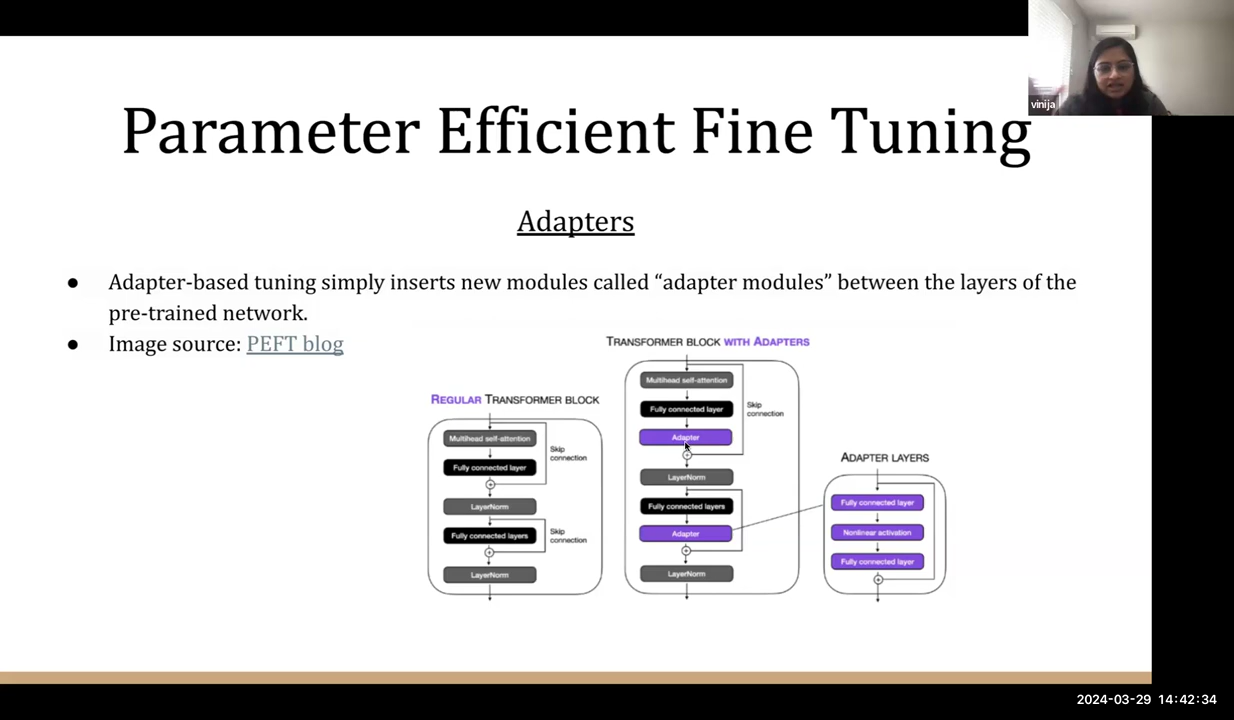 vinija
Parameter Efficient Fine Tuning
Adapters
● Adapter-based tuning simply inserts new modules called “adapter modules” between the layers of the
pre-trained network.
● Image source: PEFT blog
REGULAR TRANSFORMER BLOCK
Multihead self-attention
Skip
connection
Fully connected layer
LayerNorm
Skip
connection
Fully connected layers
LayerNorm
TRANSFORMER BLOCK WITH ADAPTERS
Multihead self-attention
Skip
connection
Fully connected layer
Adapter
LayerNorm
Fully connected layers
Adapter
LayerNorm
ADAPTER LAYERS
Fully connected layer
Nonlinear activation
Fully connected layer
2024-03-29 14:42:34